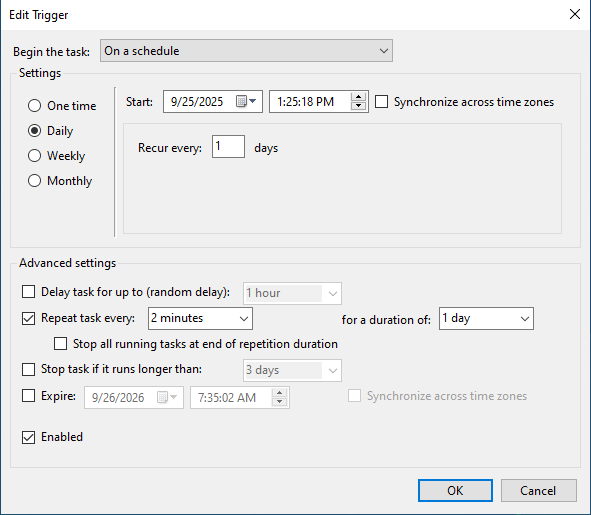 Edit Trigger
Begin the task: On a schedule
Settings
One time
Daily
Weekly
Monthly
Start: 9/25/2025 1:25:18 PM Synchronize across time zones
Recur every: 1 days
Advanced settings
Delay task for up to (random delay): 1 hour
Repeat task every: 2 minutes for a duration of: 1 day
Stop all running tasks at end of repetition duration
Stop task if it runs longer than: 3 days
Expire: 9/26/2026 7:35:02 AM Synchronize across time zones
Enabled
OK Cancel